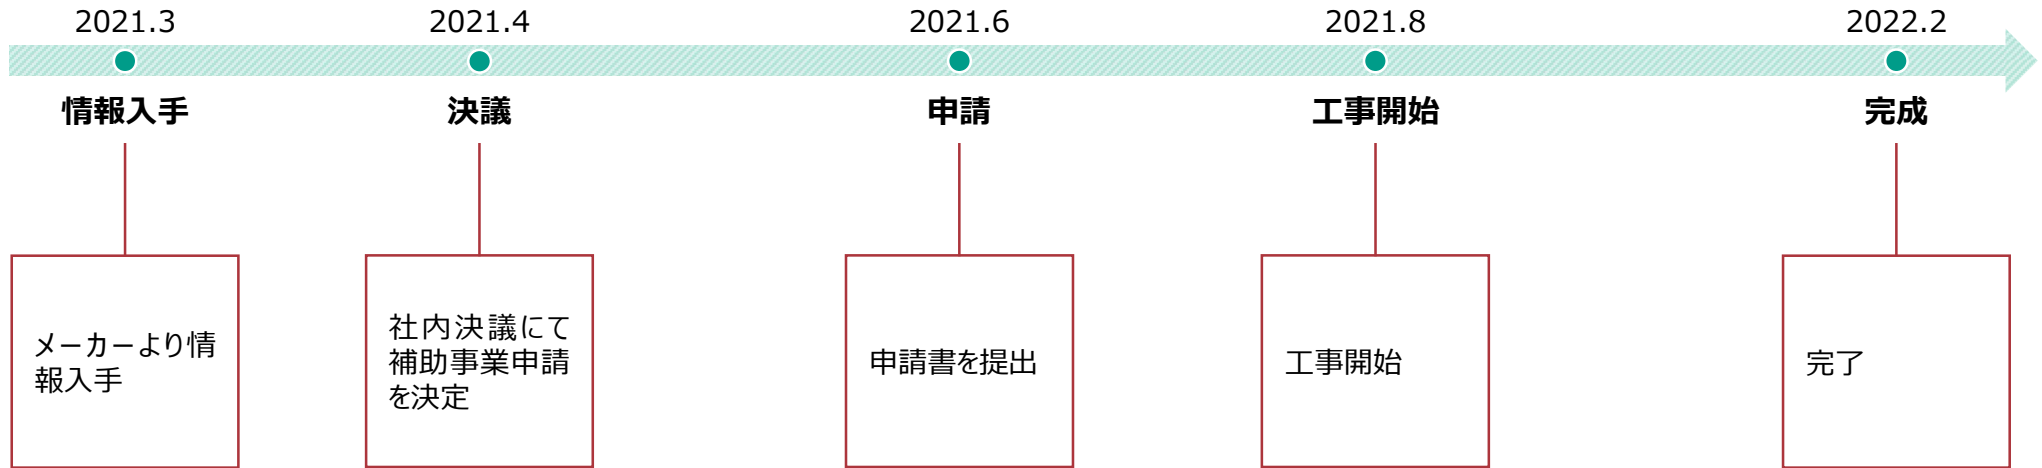 2021.3
2021.4
2021.6
2021.8
2022.2
情報入手
決議
申請
工事開始
完成
メーカーより情
報入手
社内決議にて
補助事業申請
を決定
申請書を提出
工事開始
完了